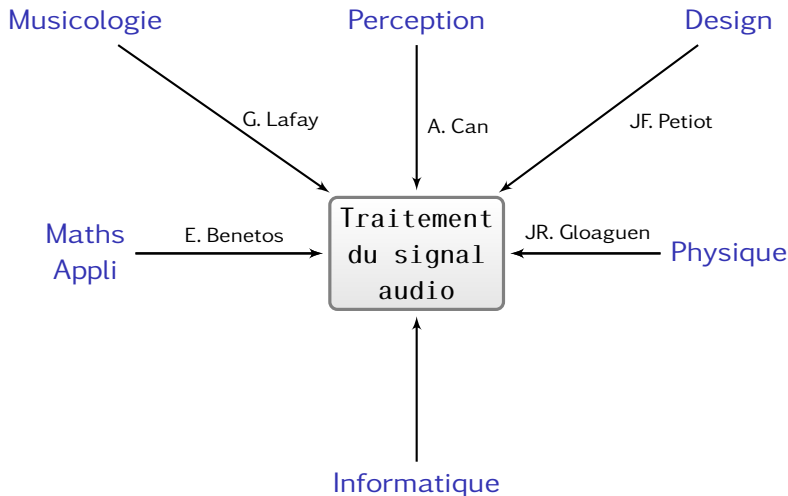 Musicologie
Perception
Design
G. Lafay
A. Can
JF. Petiot
Maths
Appli
E. Benetos
Traitement
du signal
audio
JR. Gloaguen
Physique
Informatique